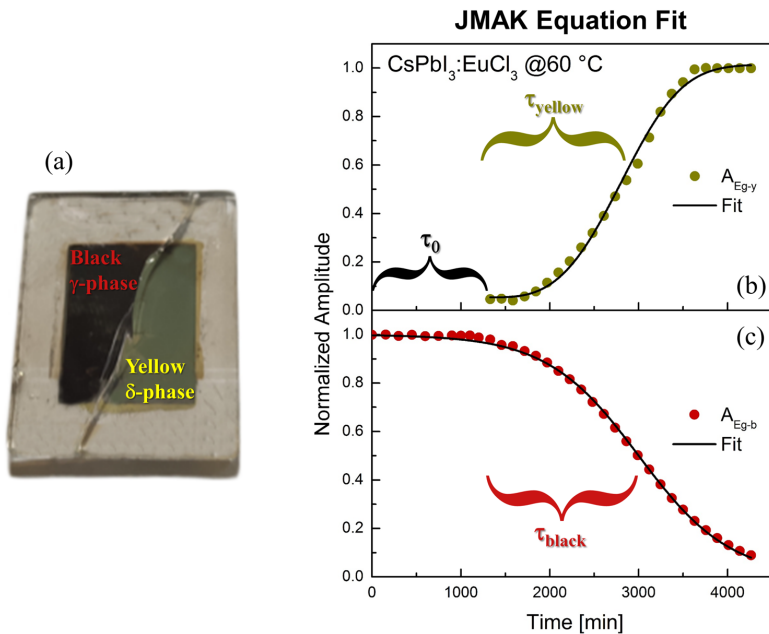 JMAK Equation Fit
(a)
Black
γ-phase
Yellow
δ-phase
Normalized Amplitude
CsPbI₃:EuCl₃ @60 °C
1.0
0.8
0.6
0.4
0.2
0.0
τyellow
τ₀
A_Eg-y
Fit
(b)
1.0
0.8
0.6
0.4
0.2
0.0
(c)
A_Eg-b
Fit
τblack
0 1000 2000 3000 4000
Time [min]